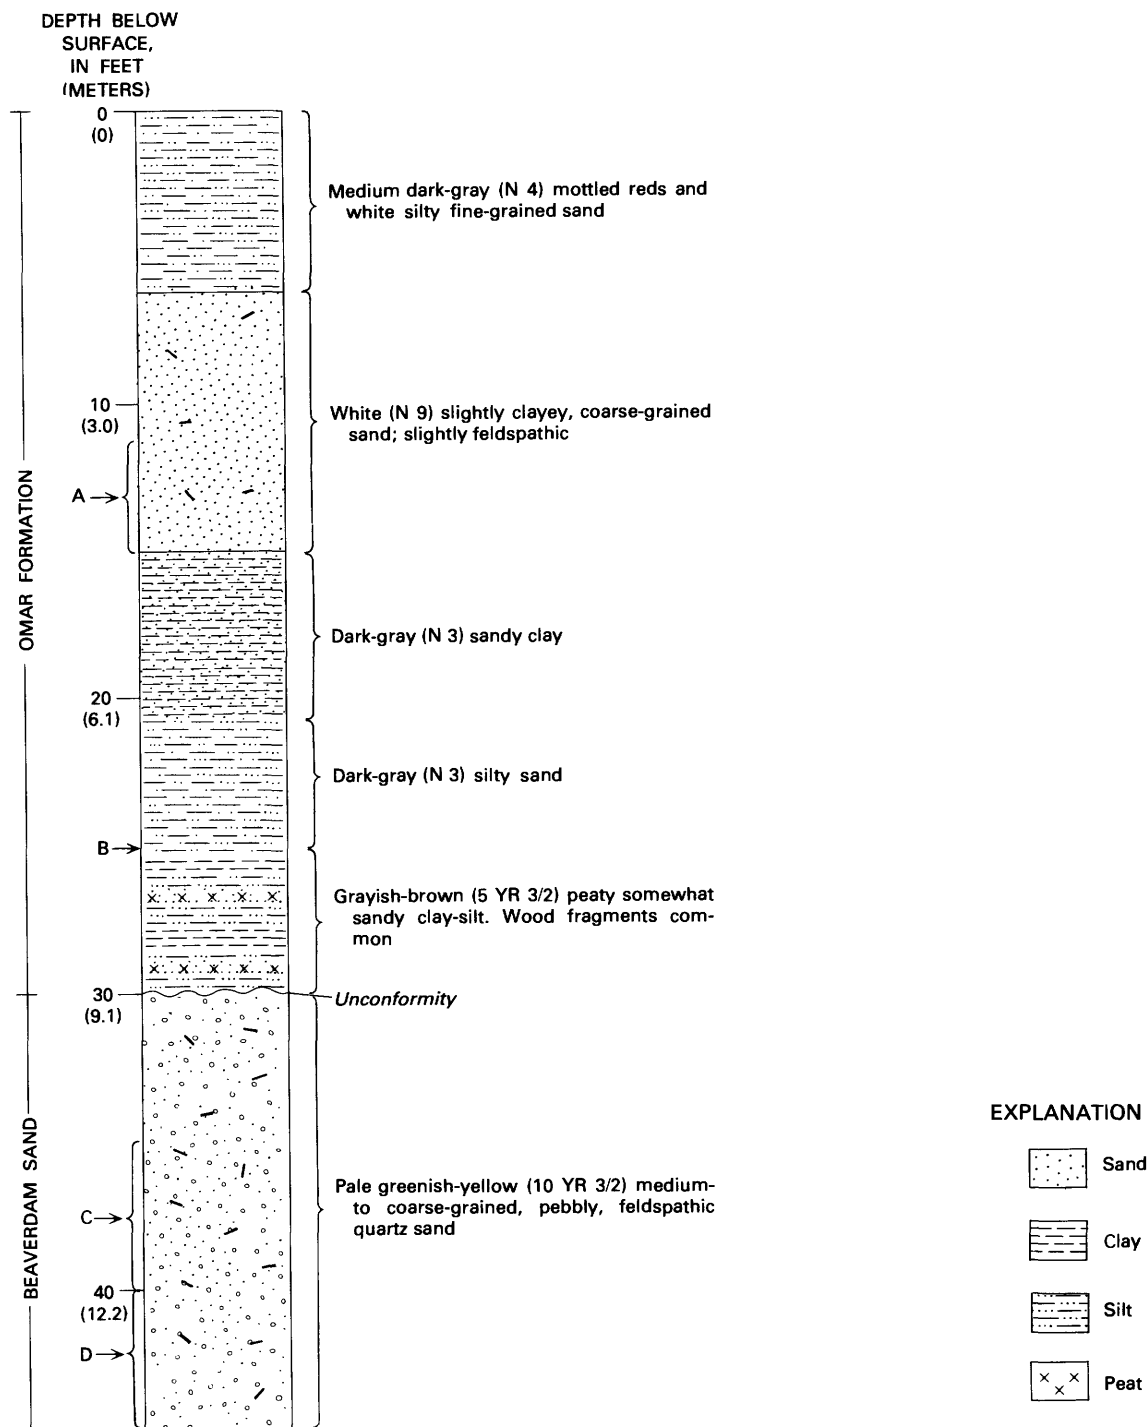 DEPTH BELOW
SURFACE,
IN FEET
(METERS)
0
(0)
Medium dark-gray (N 4) mottled reds and
white silty fine-grained sand
10
(3.0)
White (N 9) slightly clayey, coarse-grained
sand; slightly feldspathic
A
OMAR FORMATION
Dark-gray (N 3) sandy clay
20
(6.1)
Dark-gray (N 3) silty sand
B
Grayish-brown (5 YR 3/2) peaty somewhat
sandy clay-silt. Wood fragments com-
mon
30
(9.1)
Unconformity
BEAVERDAM SAND
Pale greenish-yellow (10 YR 3/2) medium-
to coarse-grained, pebbly, feldspathic
quartz sand
C
40
(12.2)
D
EXPLANATION
Sand
Clay
Silt
Peat